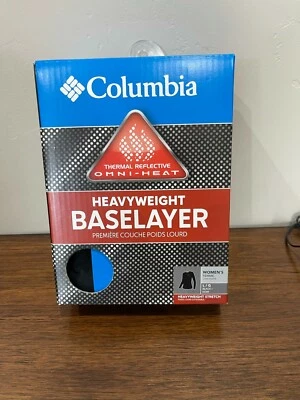 Columbia
THERMAL REFLECTIVE
OMNI-HEAT
HEAVYWEIGHT
BASELAYER
PREMIÈRE COUCHE POIDS LOURD
WOMEN'S
HEAVYWEIGHT STRETCH